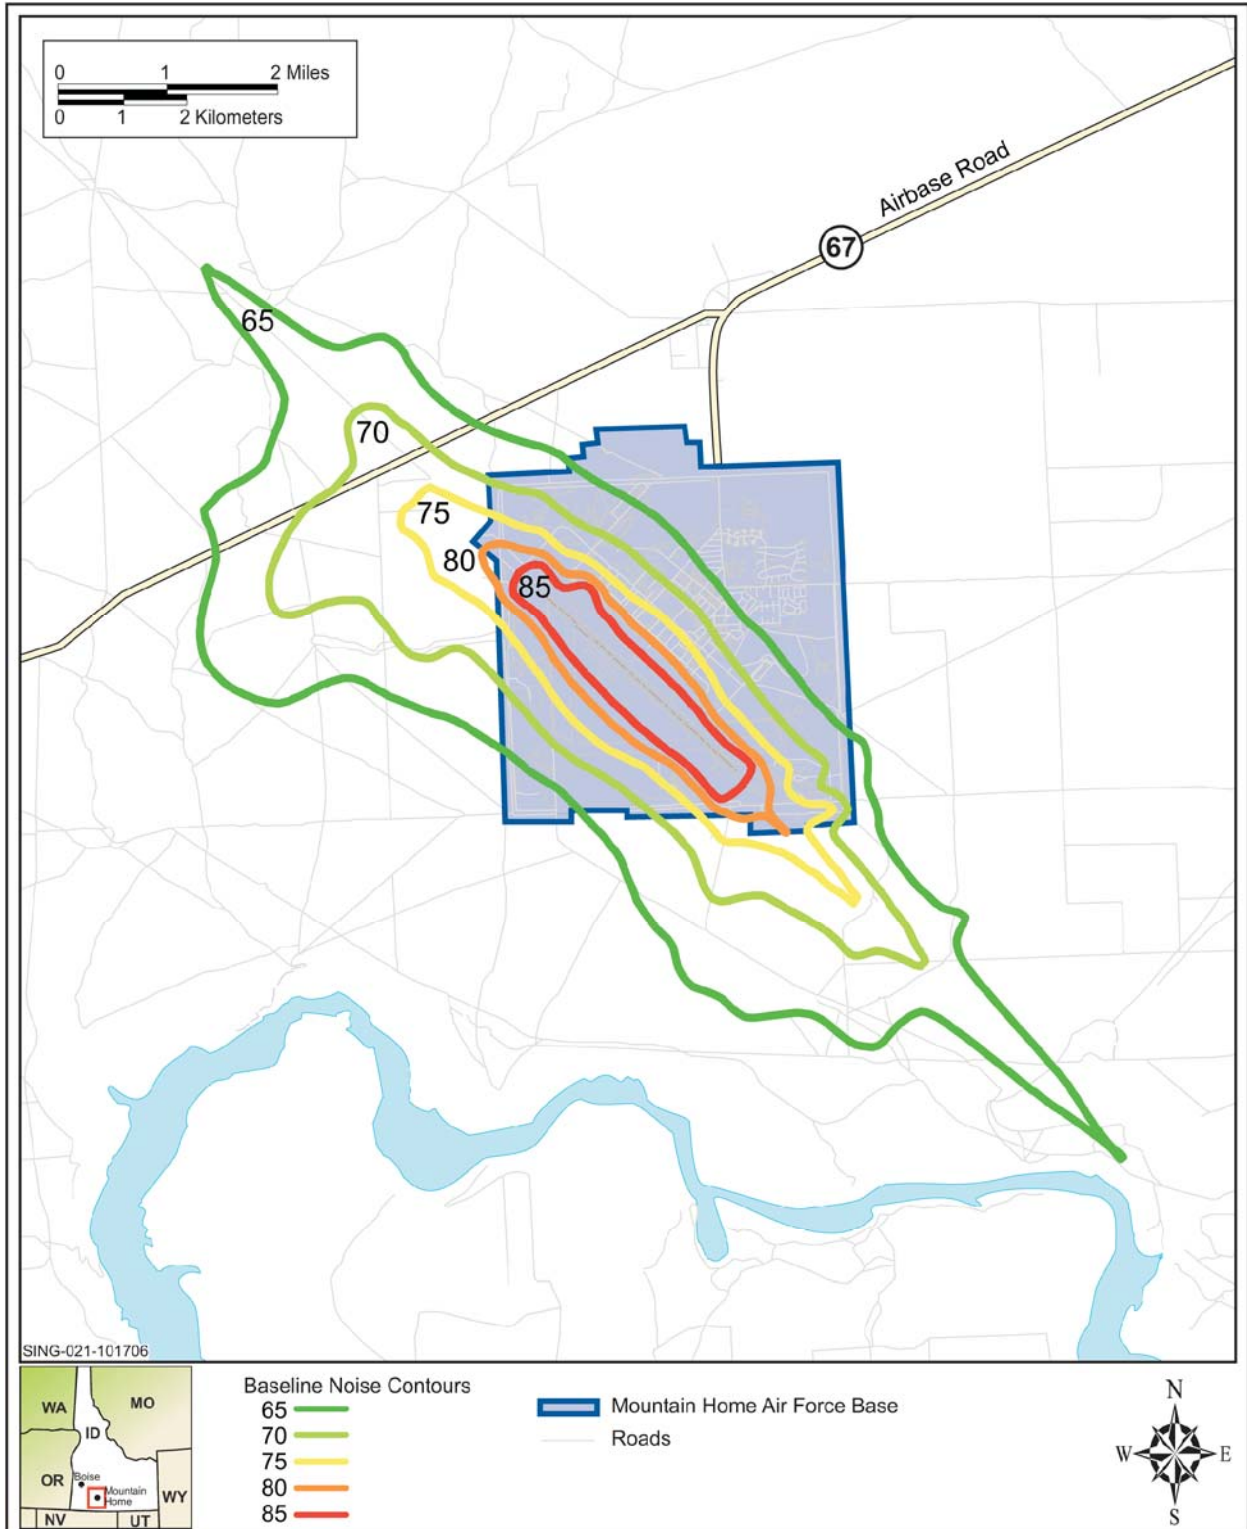 0 1 2 Miles
0 1 2 Kilometers
Airbase Road
67
65
70
75
80
85
SING-021-101706
WA
MO
ID
OR
Boise
Mountain
Home
WY
NV
UT
Baseline Noise Contours
65
70
75
80
85
Mountain Home Air Force Base
Roads
N
W
E
S